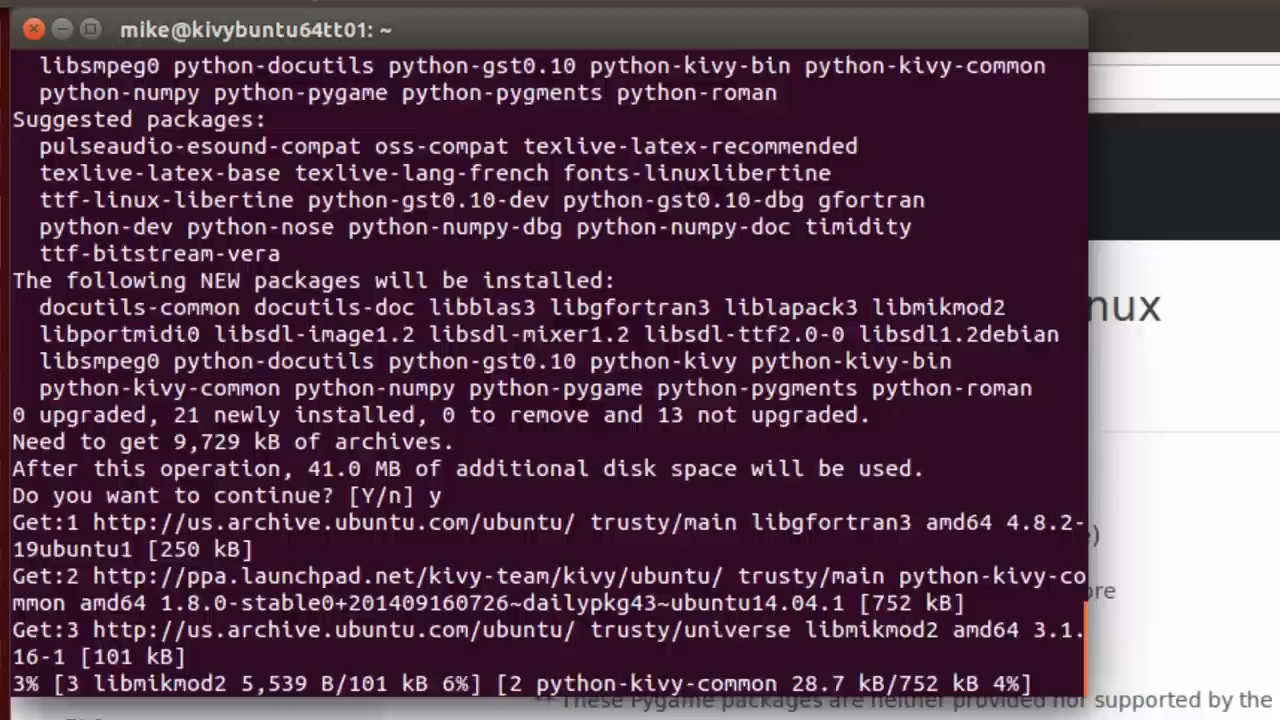 mike@kivybuntu64tt01: ~
libsmpeg0 python-docutils python-gst0.10 python-kivy-bin python-kivy-common
python-numpy python-pygame python-pygments python-roman
Suggested packages:
pulseaudio-esound-compat oss-compat texlive-latex-recommended
texlive-latex-base texlive-lang-french fonts-linuxlibertine
ttf-linux-libertine python-gst0.10-dev python-gst0.10-dbg gfortran
python-dev python-nose python-numpy-dbg python-numpy-doc timidity
ttf-bitstream-vera
The following NEW packages will be installed:
docutils-common docutils-doc libblas3 libgfortran3 liblapack3 libmikmod2
libportmidi0 libsdl-image1.2 libsdl-mixer1.2 libsdl-ttf2.0-0 libsdl1.2debian
libsmpeg0 python-docutils python-gst0.10 python-kivy python-kivy-bin
python-kivy-common python-numpy python-pygame python-pygments python-roman
0 upgraded, 21 newly installed, 0 to remove and 13 not upgraded.
Need to get 9,729 kB of archives.
After this operation, 41.0 MB of additional disk space will be used.
Do you want to continue? [Y/n] y
Get:1 http://us.archive.ubuntu.com/ubuntu/ trusty/main libgfortran3 amd64 4.8.2-
19ubuntu1 [250 kB]
Get:2 http://ppa.launchpad.net/kivy-team/kivy/ubuntu/ trusty/main python-kivy-co
mmon amd64 1.8.0-stable0+201409160726~dailypkg43~ubuntu14.04.1 [752 kB]
Get:3 http://us.archive.ubuntu.com/ubuntu/ trusty/universe libmikmod2 amd64 3.1.
16-1 [101 kB]
3% [3 libmikmod2 5,539 B/101 kB 6%] [2 python-kivy-common 28.7 kB/752 kB 4%]
nux
)
ore
These Pygame packages are neither provided nor supported by the